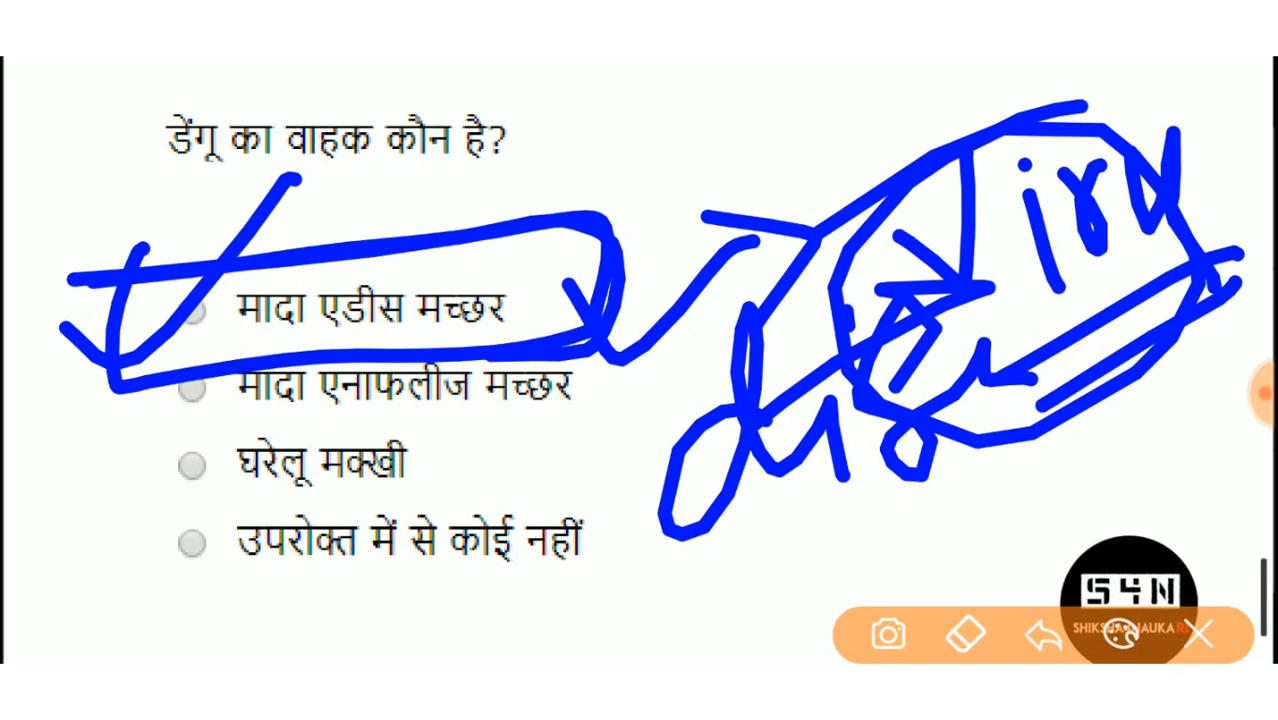 डेंगू का वाहक कौन है?
मादा एडीस मच्छर
मादा एनाफलीज मच्छर
घरेलू मक्खी
उपरोक्त में से कोई नहीं
S4N